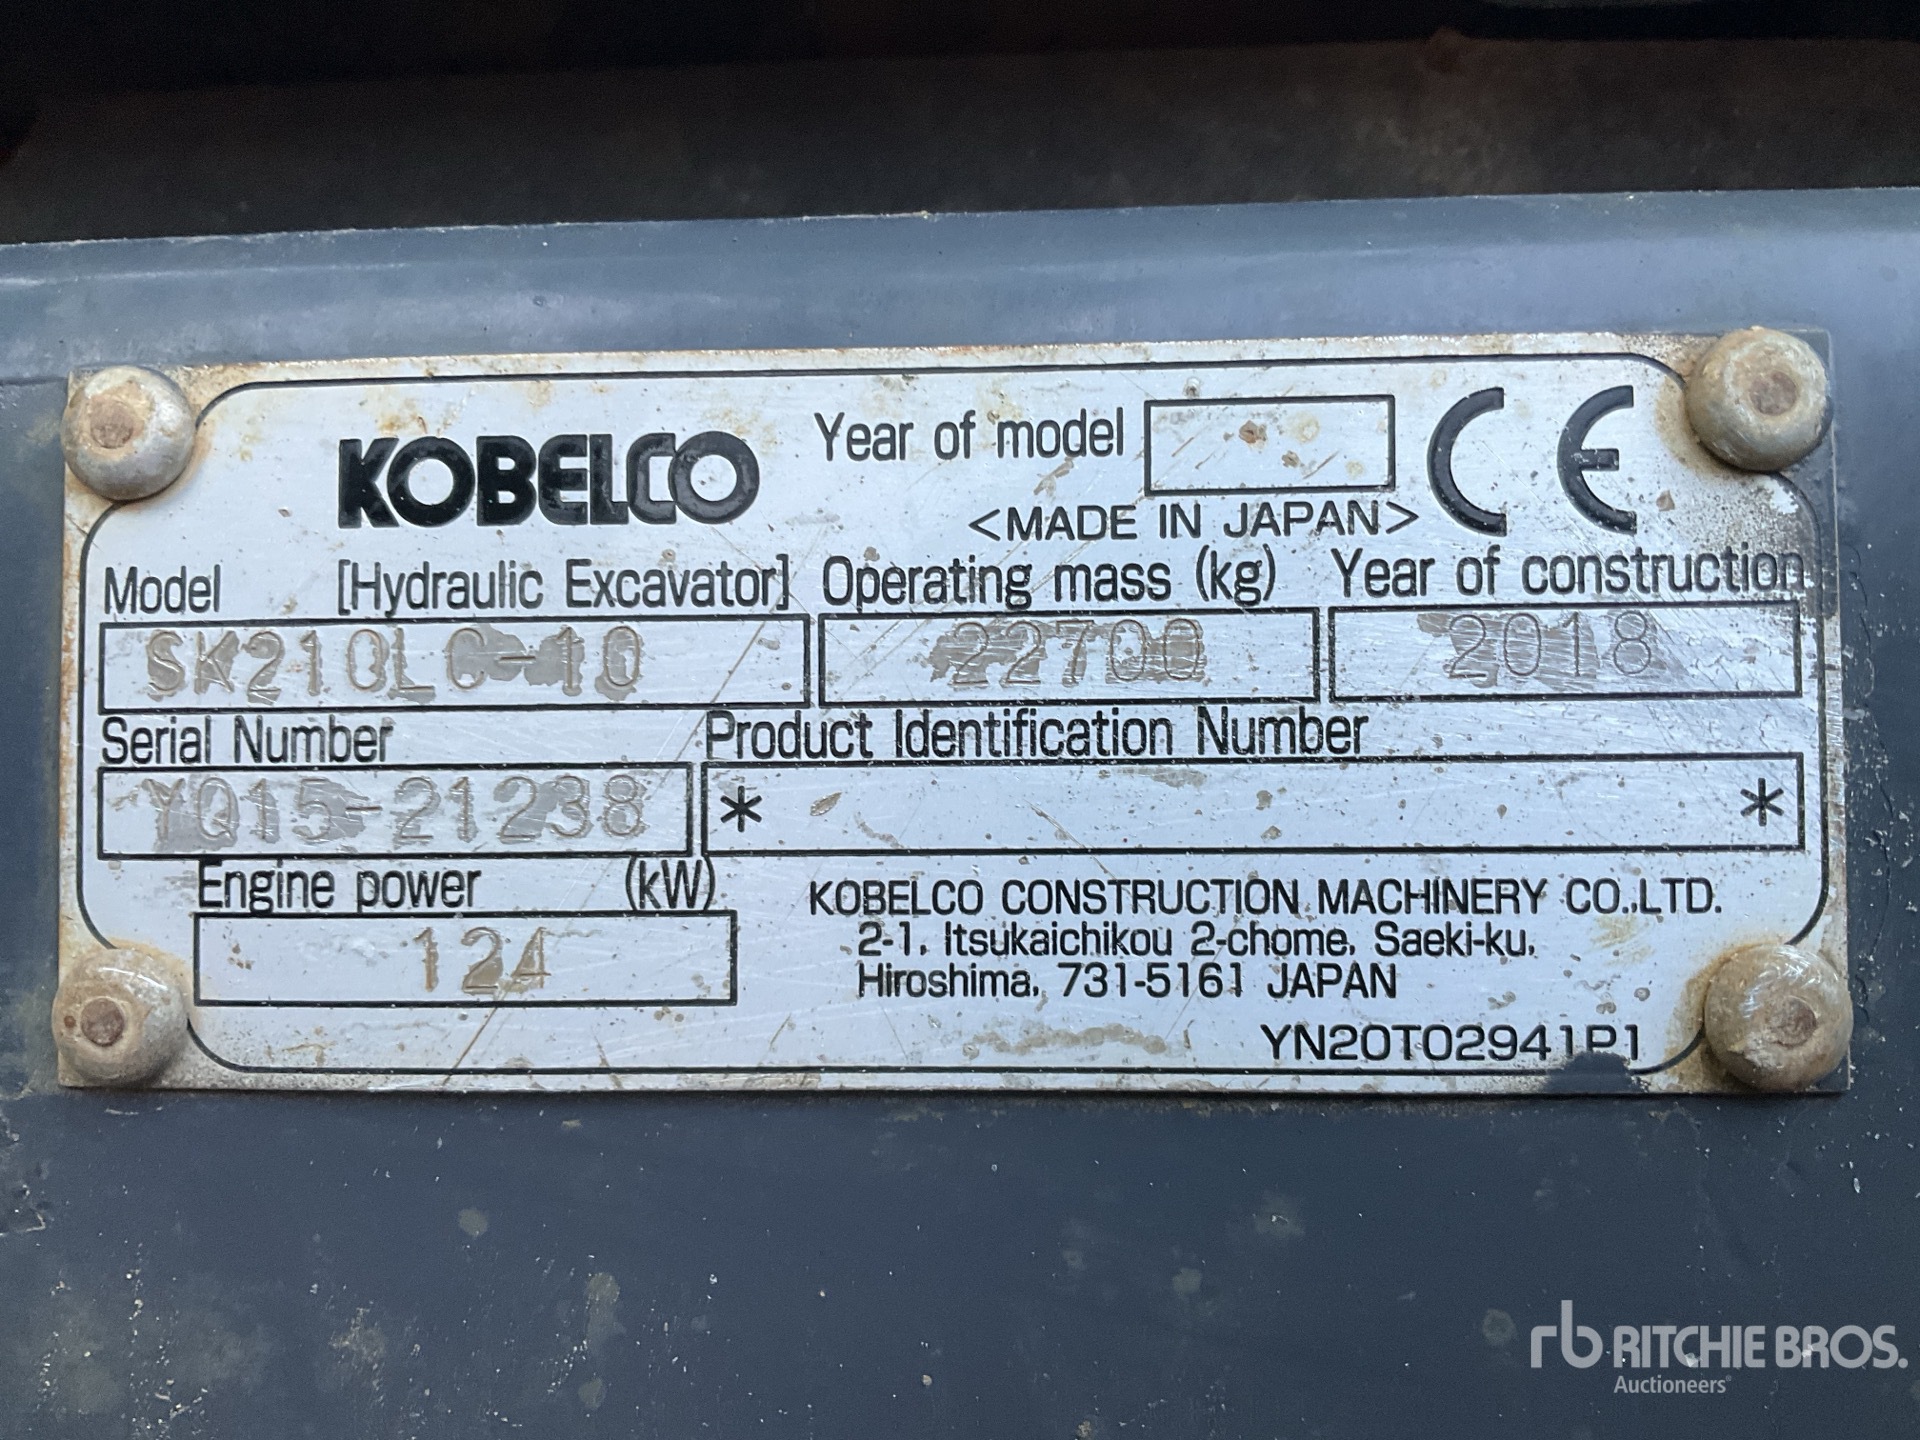 KOBELCO
Year of model
CE
<MADE IN JAPAN>
Model [Hydraulic Excavator] Operating mass (kg) Year of construction
SK210LC-10 22700 2018
Serial Number Product Identification Number
YQ15-21238 * *
Engine power (kW)
124
KOBELCO CONSTRUCTION MACHINERY CO.,LTD.
2-1, Itsukaichikou 2-chome, Saeki-ku,
Hiroshima, 731-5161 JAPAN
YN20T02941P1
rb RITCHIE BROS.
Auctioneers®